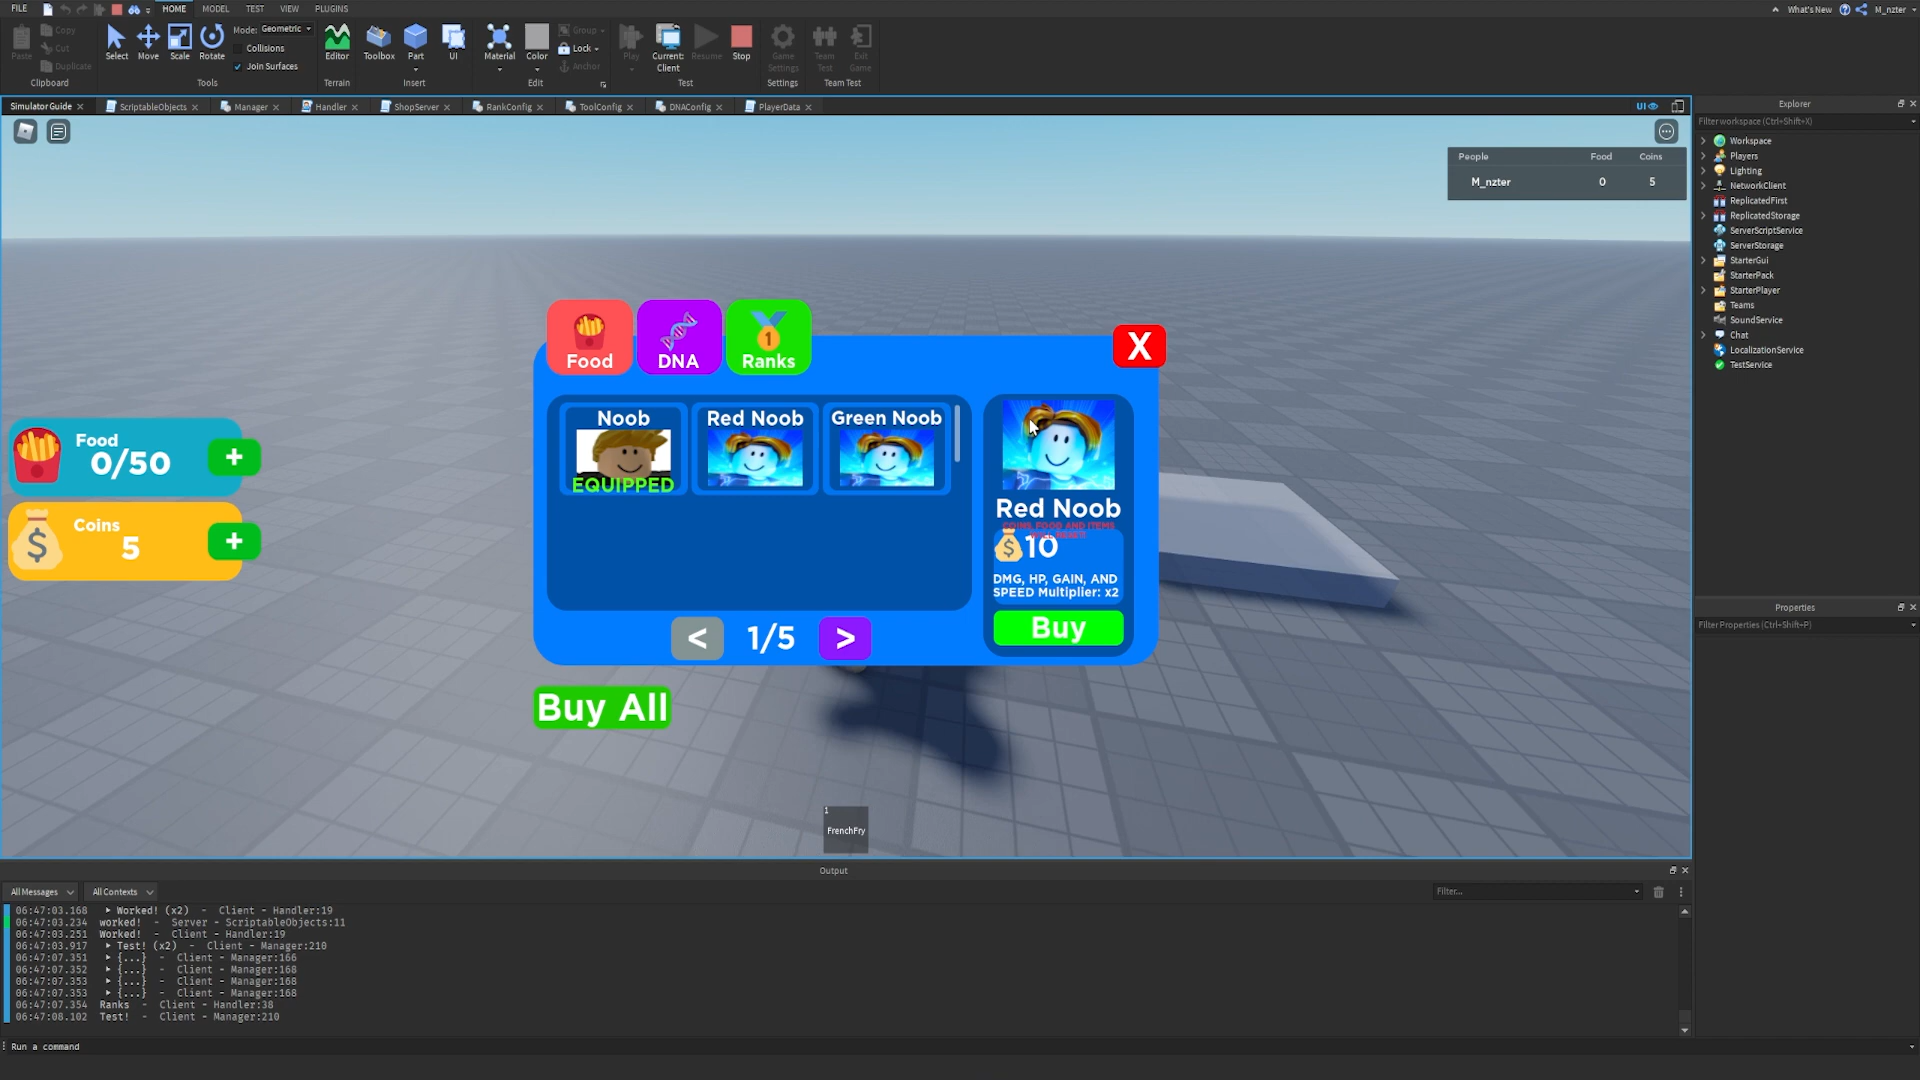 FILE HOME MODEL TEST VIEW PLUGINS What's New M_nzter
Paste Copy Cut Duplicate Clipboard
Select Move Scale Rotate Mode: Geometric Collisions Join Surfaces Tools
Editor Terrain
Toolbox Part UI Insert
Material Color Group Lock Anchor Edit
Play Current: Client Resume Stop Test
Game Settings Settings
Team Test Exit Game Team Test
SimulatorGuide ScriptableObjects Manager Handler ShopServer RankConfig ToolConfig DNAConfig PlayerData UI
Explorer
Filter workspace (Ctrl+Shift+X)
Workspace
Players
Lighting
NetworkClient
ReplicatedFirst
ReplicatedStorage
ServerScriptService
ServerStorage
StarterGui
StarterPack
StarterPlayer
Teams
SoundService
Chat
LocalizationService
TestService
Properties
Filter Properties (Ctrl+Shift+P)
People Food Coins
M_nzter 0 5
Food
0/50
+
Coins
5
+
Food DNA 1 Ranks X
Noob Red Noob Green Noob
EQUIPPED
Red Noob
COINS, FOOD AND ITEMS
WILL RESET!
$10
DMG, HP, GAIN, AND
SPEED Multiplier: x2
Buy
< 1/5 >
Buy All
1
FrenchFry
Output
All Messages All Contexts Filter...
06:47:03.168 Worked! (x2) - Client - Handler:19
06:47:03.234 worked! - Server - ScriptableObjects:11
06:47:03.251 Worked! - Client - Handler:19
06:47:03.917 Test! (x2) - Client - Manager:210
06:47:07.351 {...} - Client - Manager:166
06:47:07.352 {...} - Client - Manager:168
06:47:07.353 {...} - Client - Manager:168
06:47:07.353 {...} - Client - Manager:168
06:47:07.354 Ranks - Client - Handler:38
06:47:08.102 Test! - Client - Manager:210
Run a command